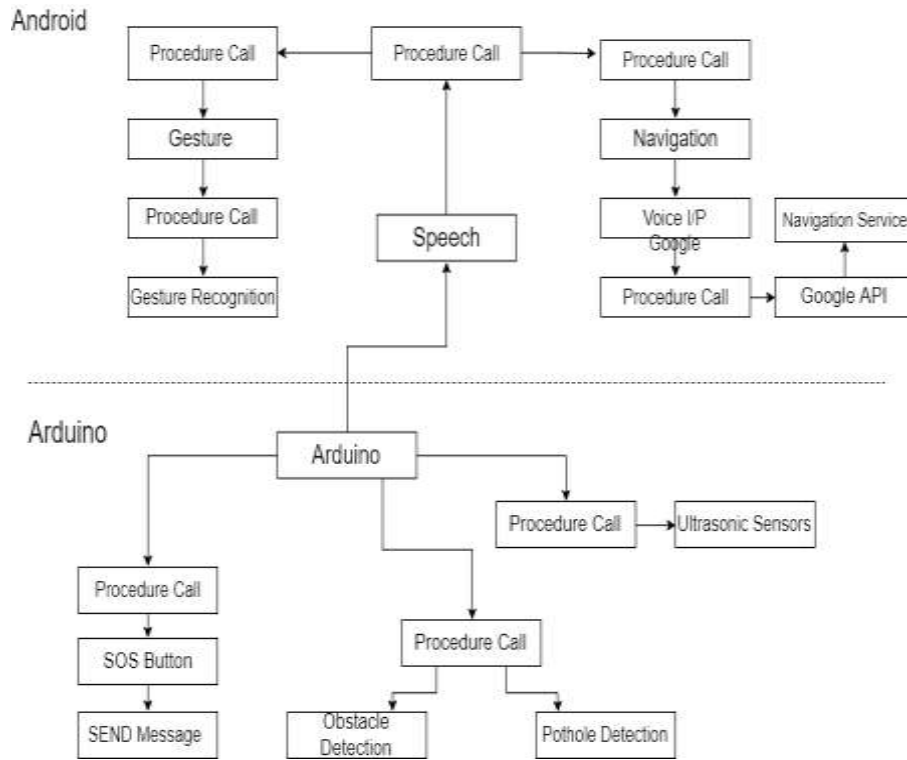 Android
Procedure Call
Procedure Call
Procedure Call
Gesture
Navigation
Procedure Call
Speech
Voice I/P
Google
Navigation Service
Gesture Recognition
Procedure Call
Google API
Arduino
Arduino
Procedure Call
Ultrasonic Sensors
Procedure Call
Procedure Call
SOS Button
SEND Message
Obstacle
Detection
Pothole Detection